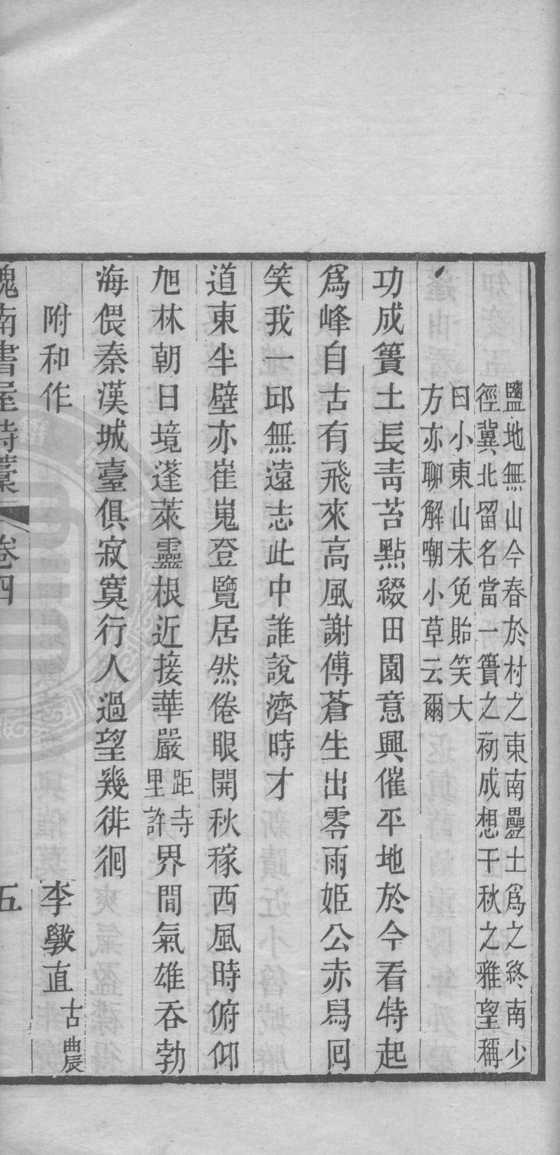 鹽地無山今春於村之東南壘土爲之終南少
徑冀北留名當一簣之初成想千秋之雅望稱
曰小東山未免貽笑大
方亦聊解嘲小草云爾
功成簣土長靑苔點綴田園意興催平地於今看特起
爲峰自古有飛來高風謝傅蒼生出零雨姬公赤舄囘
笑我一邱無遠志此中誰說濟時才
道東半壁亦崔嵬登覽居然倦眼開秋稼西風時俯仰
旭林朝日境蓬萊靈根近接華嚴距寺里許界間氣雄吞勃
海偎秦漢城臺俱寂寞行人過望幾徘徊
附和作 李斆直古農
愧南書屋詩藁 卷四 五